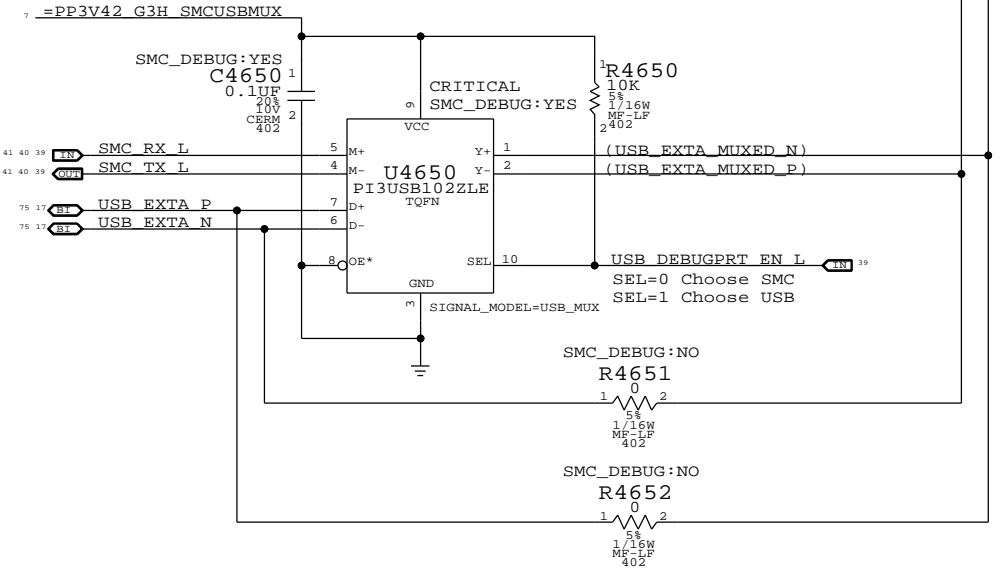 7 =PP3V42_G3H_SMCUSBMUX
SMC_DEBUG:YES
C4650 1
0.1UF
20%
10V
CERM 2
402
CRITICAL
SMC_DEBUG:YES
1
R4650
10K
5%
1/16W
MF-LF
2 402
9
VCC
41 40 39 IN SMC_RX_L 5 M+
41 40 39 OUT SMC_TX_L 4 M-
75 17 BI USB_EXTA_P 7 D+
75 17 BI USB_EXTA_N 6 D-
U4650
PI3USB102ZLE
TQFN
Y+ 1 (USB_EXTA_MUXED_N)
Y- 2 (USB_EXTA_MUXED_P)
8 OE*
SEL 10 USB_DEBUGPRT_EN_L IN 39
SEL=0 Choose SMC
SEL=1 Choose USB
GND
3
SIGNAL_MODEL=USB_MUX
SMC_DEBUG:NO
R4651
0
1 2
5%
1/16W
MF-LF
402
SMC_DEBUG:NO
R4652
0
1 2
5%
1/16W
MF-LF
402